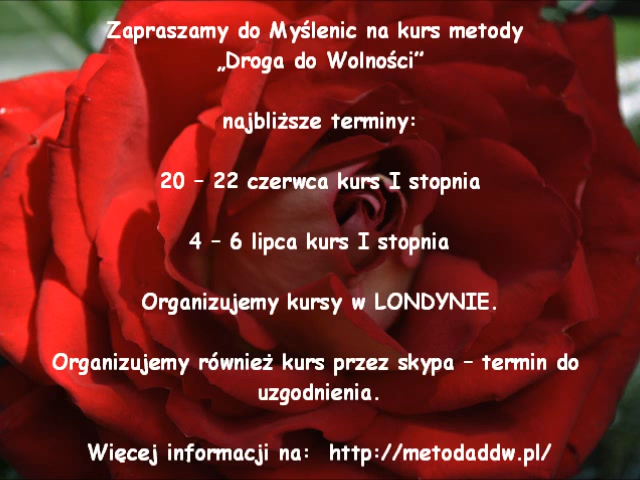 Zapraszamy do Myślenic na kurs metody
„Droga do Wolności”
najbliższe terminy:
20 – 22 czerwca kurs I stopnia
4 – 6 lipca kurs I stopnia
Organizujemy kursy w LONDYNIE.
Organizujemy również kurs przez skypa – termin do
uzgodnienia.
Więcej informacji na:  http://metodaddw.pl/